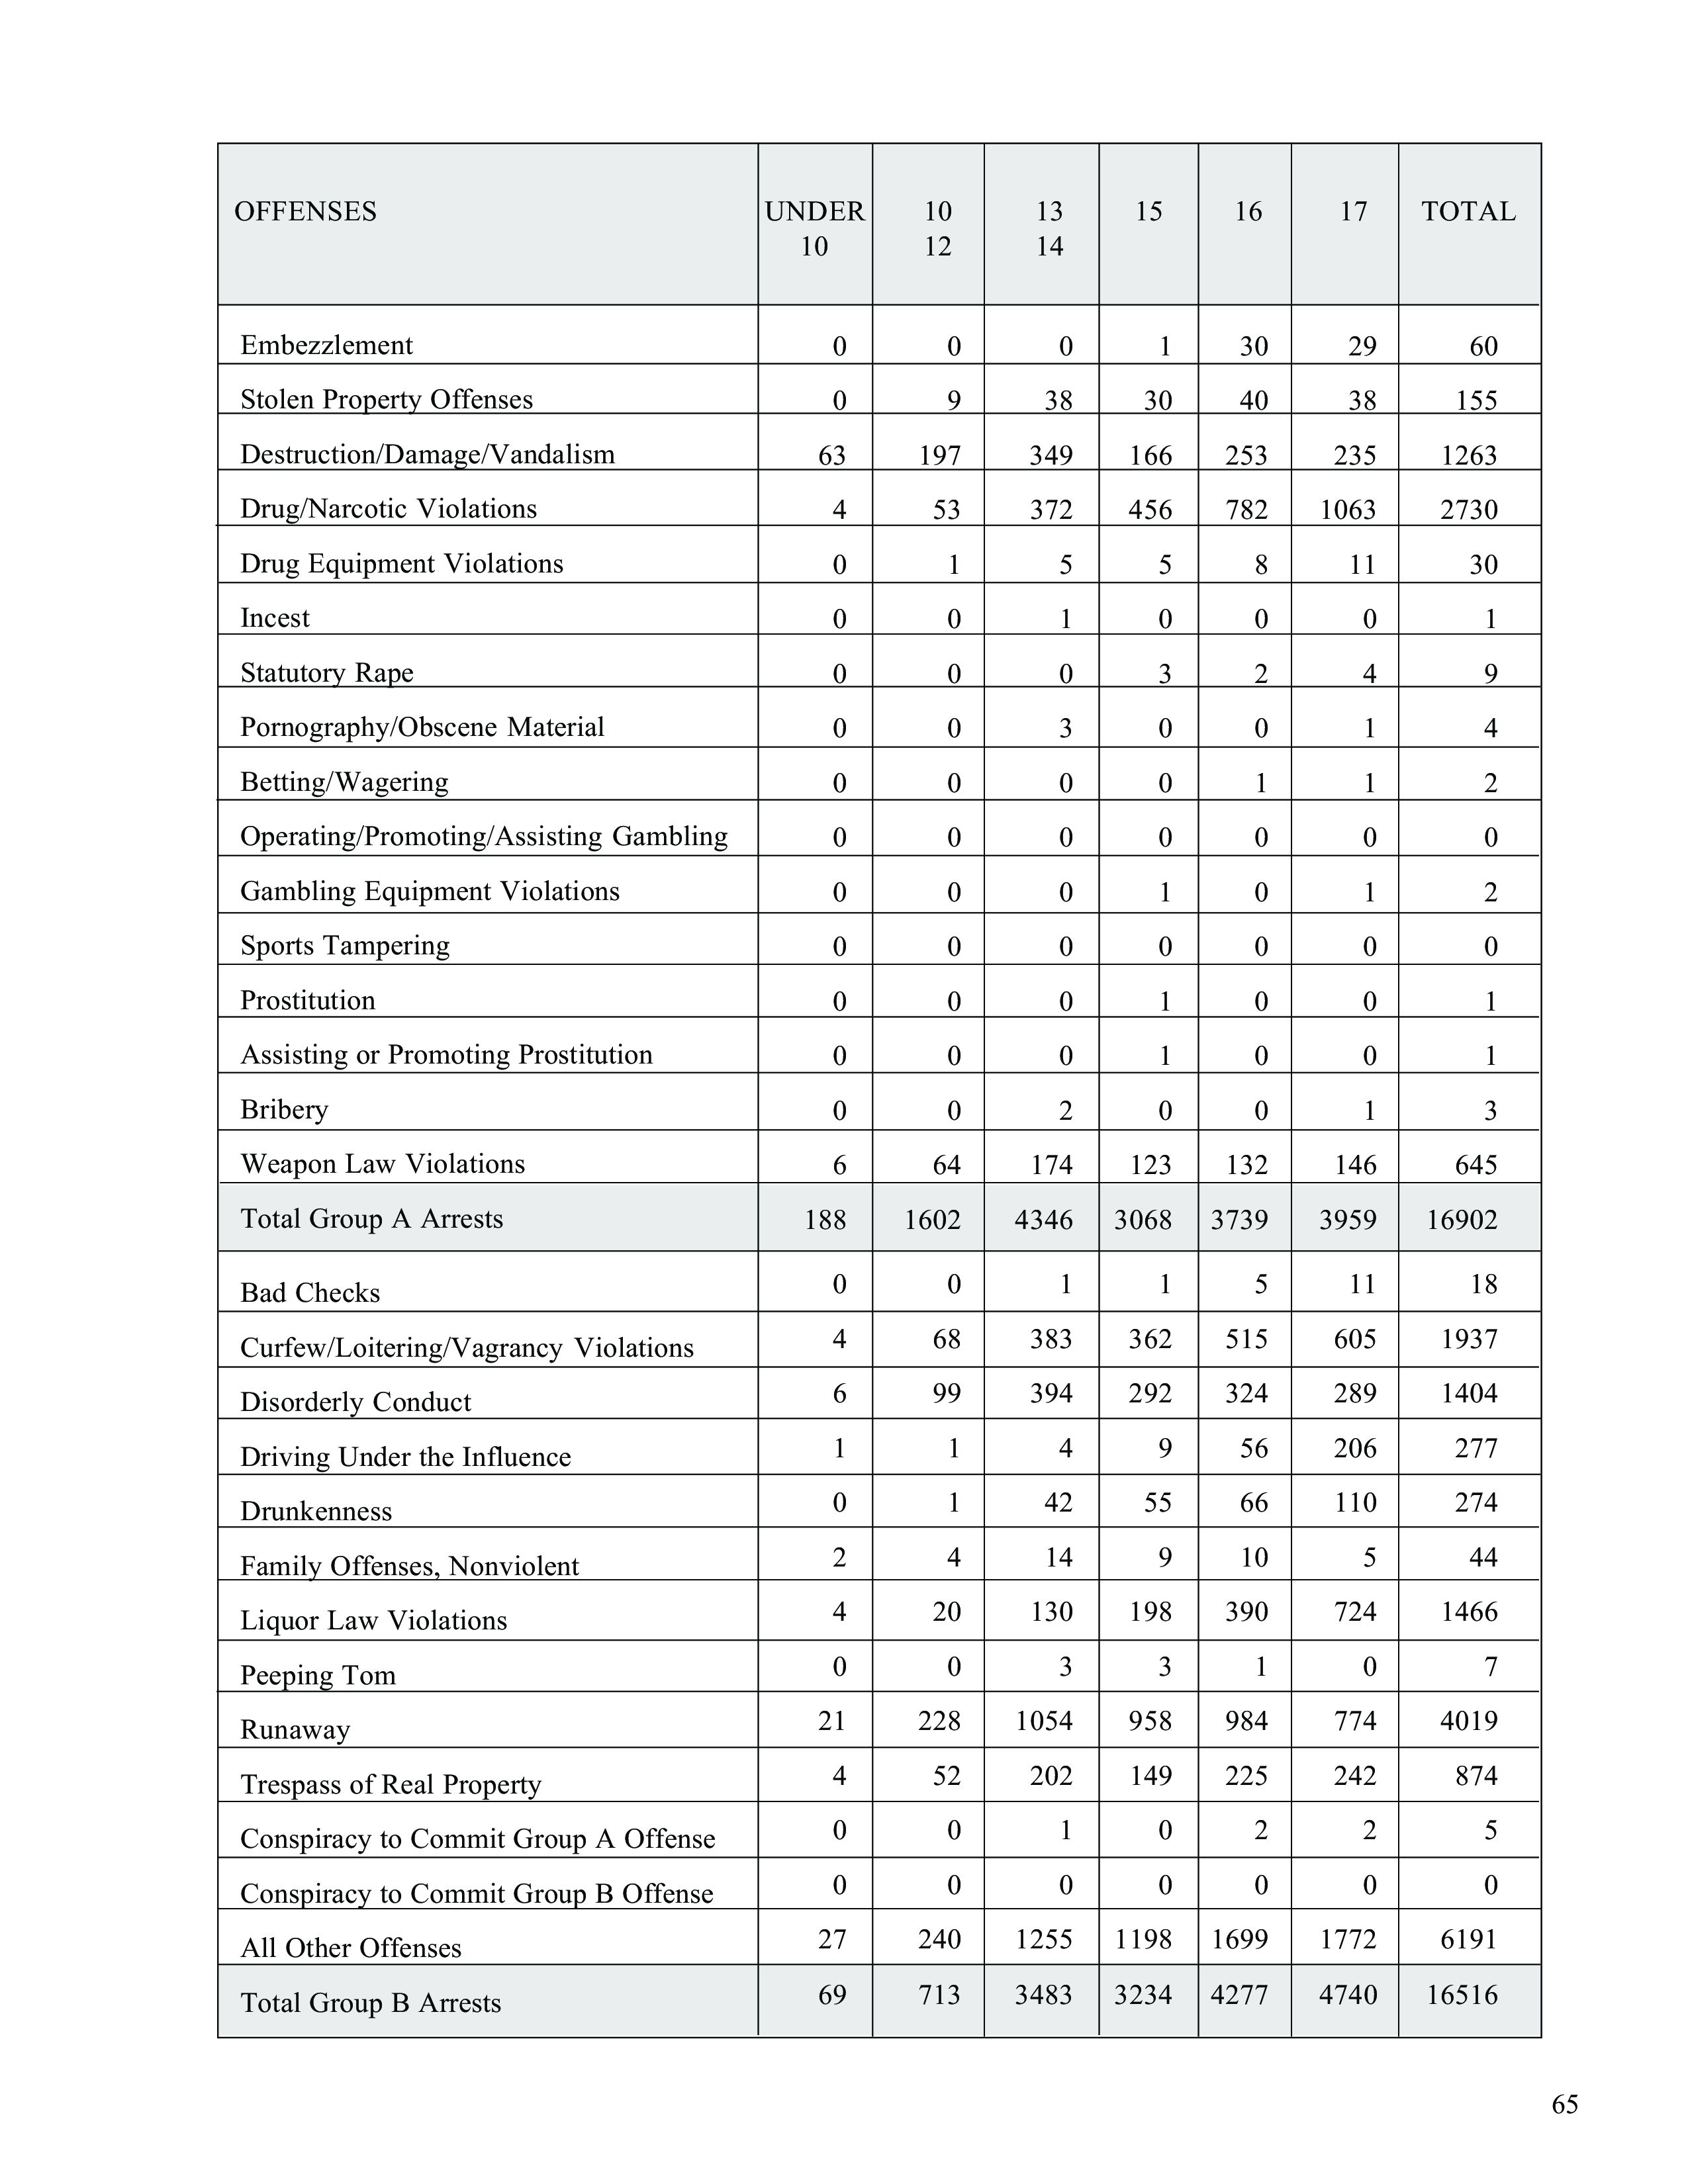 OFFENSES UNDER 10 13 15 16 17 TOTAL
10 12 14
Embezzlement 0 0 0 1 30 29 60
Stolen Property Offenses 0 9 38 30 40 38 155
Destruction/Damage/Vandalism 63 197 349 166 253 235 1263
Drug/Narcotic Violations 4 53 372 456 782 1063 2730
Drug Equipment Violations 0 1 5 5 8 11 30
Incest 0 0 1 0 0 0 1
Statutory Rape 0 0 0 3 2 4 9
Pornography/Obscene Material 0 0 3 0 0 1 4
Betting/Wagering 0 0 0 0 1 1 2
Operating/Promoting/Assisting Gambling 0 0 0 0 0 0 0
Gambling Equipment Violations 0 0 0 1 0 1 2
Sports Tampering 0 0 0 0 0 0 0
Prostitution 0 0 0 1 0 0 1
Assisting or Promoting Prostitution 0 0 0 1 0 0 1
Bribery 0 0 2 0 0 1 3
Weapon Law Violations 6 64 174 123 132 146 645
Total Group A Arrests 188 1602 4346 3068 3739 3959 16902
Bad Checks 0 0 1 1 5 11 18
Curfew/Loitering/Vagrancy Violations 4 68 383 362 515 605 1937
Disorderly Conduct 6 99 394 292 324 289 1404
Driving Under the Influence 1 1 4 9 56 206 277
Drunkenness 0 1 42 55 66 110 274
Family Offenses, Nonviolent 2 4 14 9 10 5 44
Liquor Law Violations 4 20 130 198 390 724 1466
Peeping Tom 0 0 3 3 1 0 7
Runaway 21 228 1054 958 984 774 4019
Trespass of Real Property 4 52 202 149 225 242 874
Conspiracy to Commit Group A Offense 0 0 1 0 2 2 5
Conspiracy to Commit Group B Offense 0 0 0 0 0 0 0
All Other Offenses 27 240 1255 1198 1699 1772 6191
Total Group B Arrests 69 713 3483 3234 4277 4740 16516
65